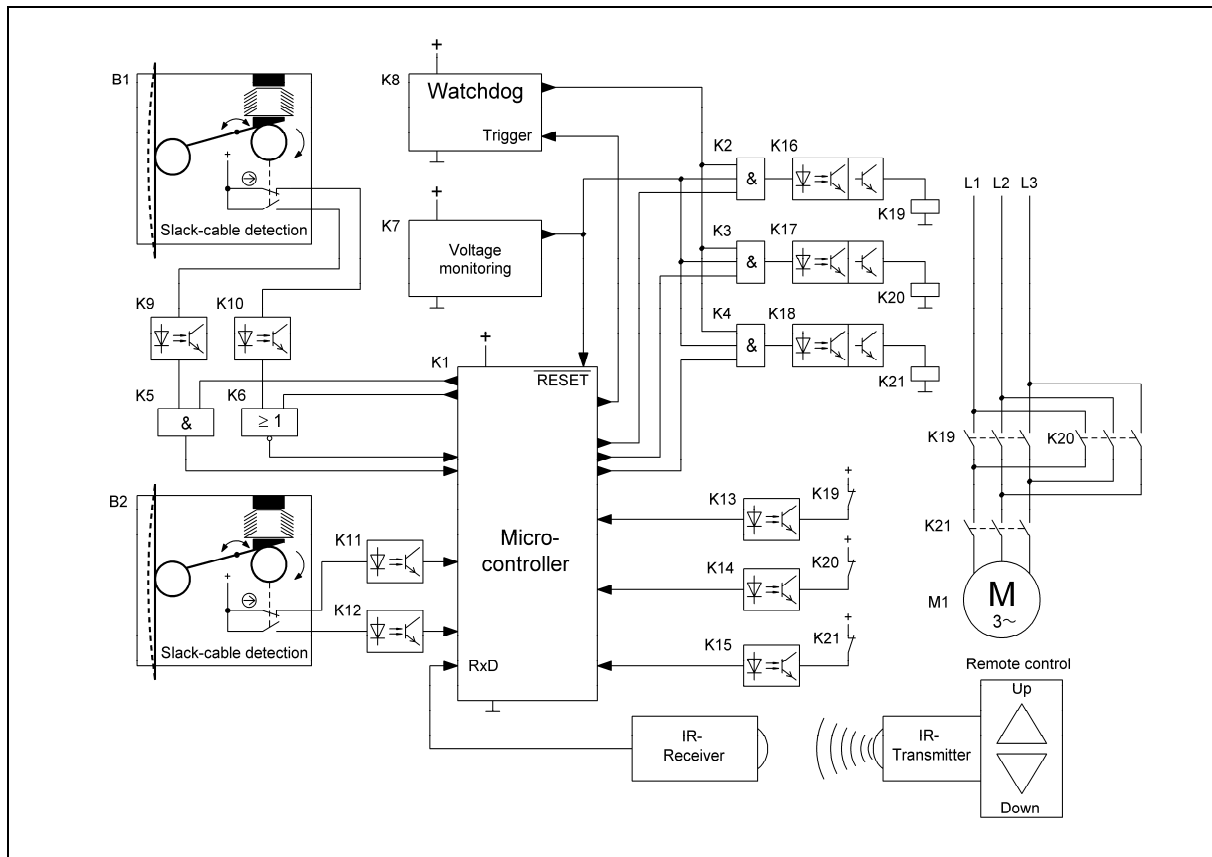 B1
Slack-cable detection
K9
K10
K5
&
K6
≥ 1
B2
Slack-cable detection
K11
K12
+
K8
Watchdog
Trigger
+
K7
Voltage
monitoring
+
K1
RESET
Micro-
controller
RxD
K2
&
K16
K19
K3
&
K17
K20
K4
&
K18
K21
K13
K19
+
K14
K20
+
K15
K21
+
+
+
L1
L2
L3
K19
K20
K21
M1
M
3~
IR-
Receiver
IR-
Transmitter
Remote control
Up
Down